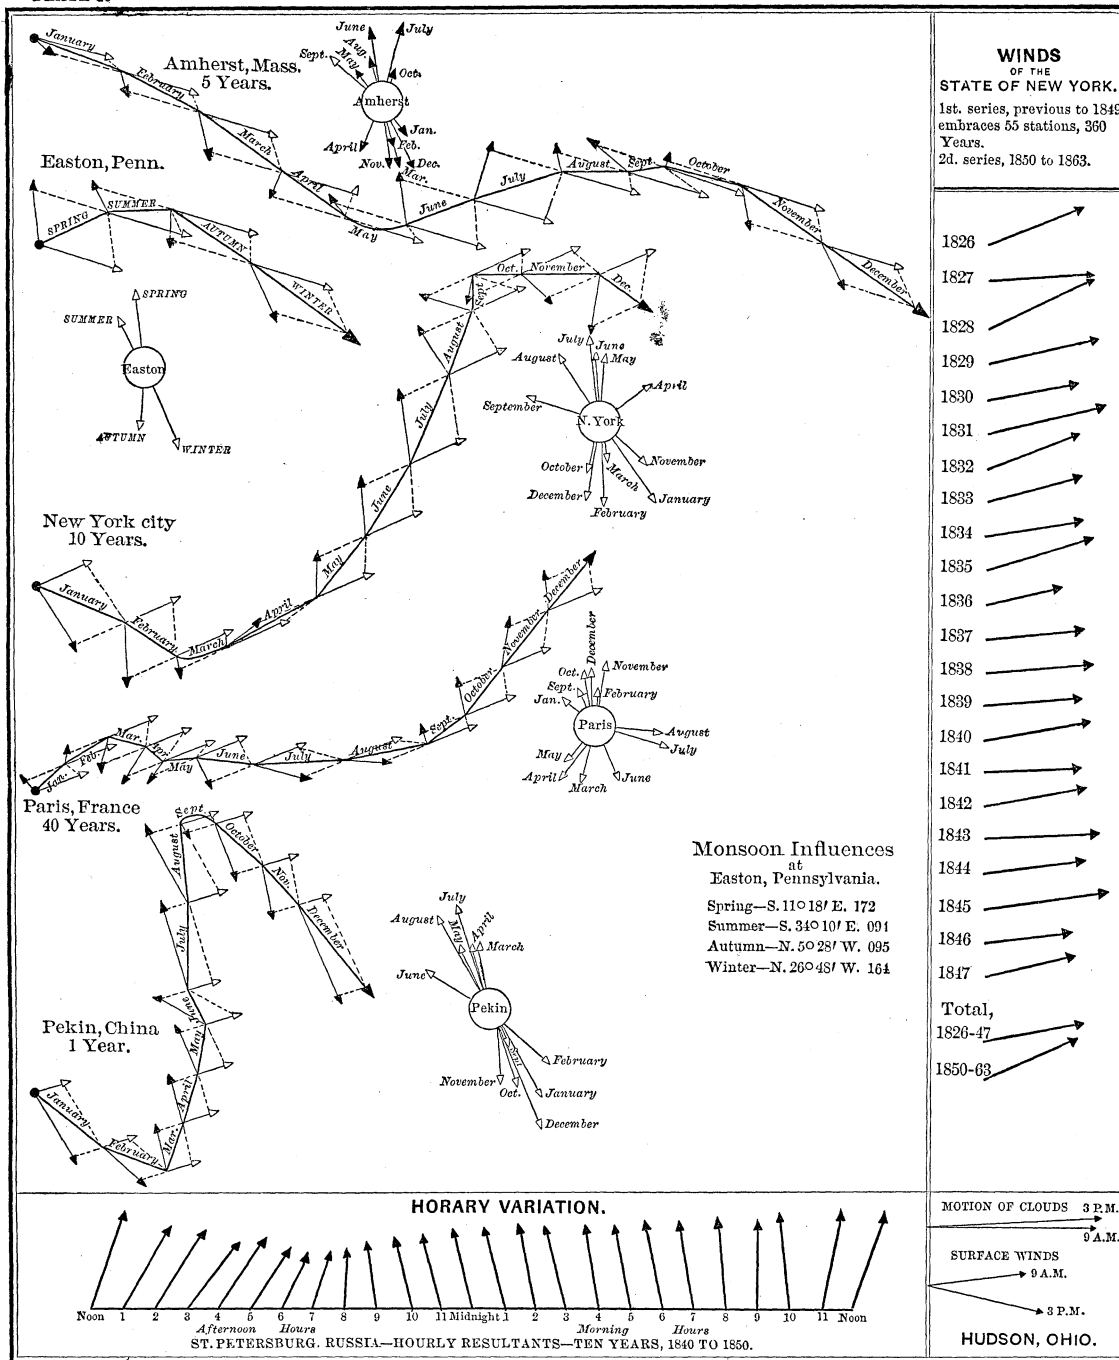 January
February
March
April
May
June
July
August
Sept.
October
November
December
Amherst, Mass.
5 Years.
June
July
Aug.
Sept.
May
Oct.
Amherst
Jan.
April
Feb.
Nov.
Dec.
Mar.
Easton, Penn.
SPRING
SUMMER
AUTUMN
WINTER
SPRING
SUMMER
Easton
AUTUMN
WINTER
New York city
10 Years.
January
February
March
April
May
June
July
August
Sept.
Oct.
November
Dec.
July
June
August
May
April
September
N. York
October
March
November
December
January
February
Paris, France
40 Years.
Jan.
Feb.
Mar.
Apr.
May
June
July
August
Sept.
October
November
December
December
Oct.
November
Sept.
February
Jan.
Paris
August
May
July
April
June
March
Pekin, China
1 Year.
January
February
Mar.
April
May
June
July
August
Sept.
October
Nov.
December
July
August
May
April
March
June
Pekin
Sept.
February
November
Oct.
January
December
Monsoon Influences
at
Easton, Pennsylvania.
Spring—S. 11° 18′ E. 172
Summer—S. 34° 10′ E. 091
Autumn—N. 5° 28′ W. 095
Winter—N. 26° 48′ W. 164
WINDS
OF THE
STATE OF NEW YORK.
1st. series, previous to 1849
embraces 55 stations, 360
Years.
2d. series, 1850 to 1863.
1826
1827
1828
1829
1830
1831
1832
1833
1834
1835
1836
1837
1838
1839
1840
1841
1842
1843
1844
1845
1846
1847
Total,
1826-47
1850-63
HORARY VARIATION.
Noon 1 2 3 4 5 6 7 8 9 10 11 Midnight 1 2 3 4 5 6 7 8 9 10 11 Noon
Afternoon Hours Morning Hours
ST. PETERSBURG. RUSSIA—HOURLY RESULTANTS—TEN YEARS, 1840 TO 1850.
MOTION OF CLOUDS 3 P.M.
9 A.M.
SURFACE WINDS
9 A.M.
3 P.M.
HUDSON, OHIO.